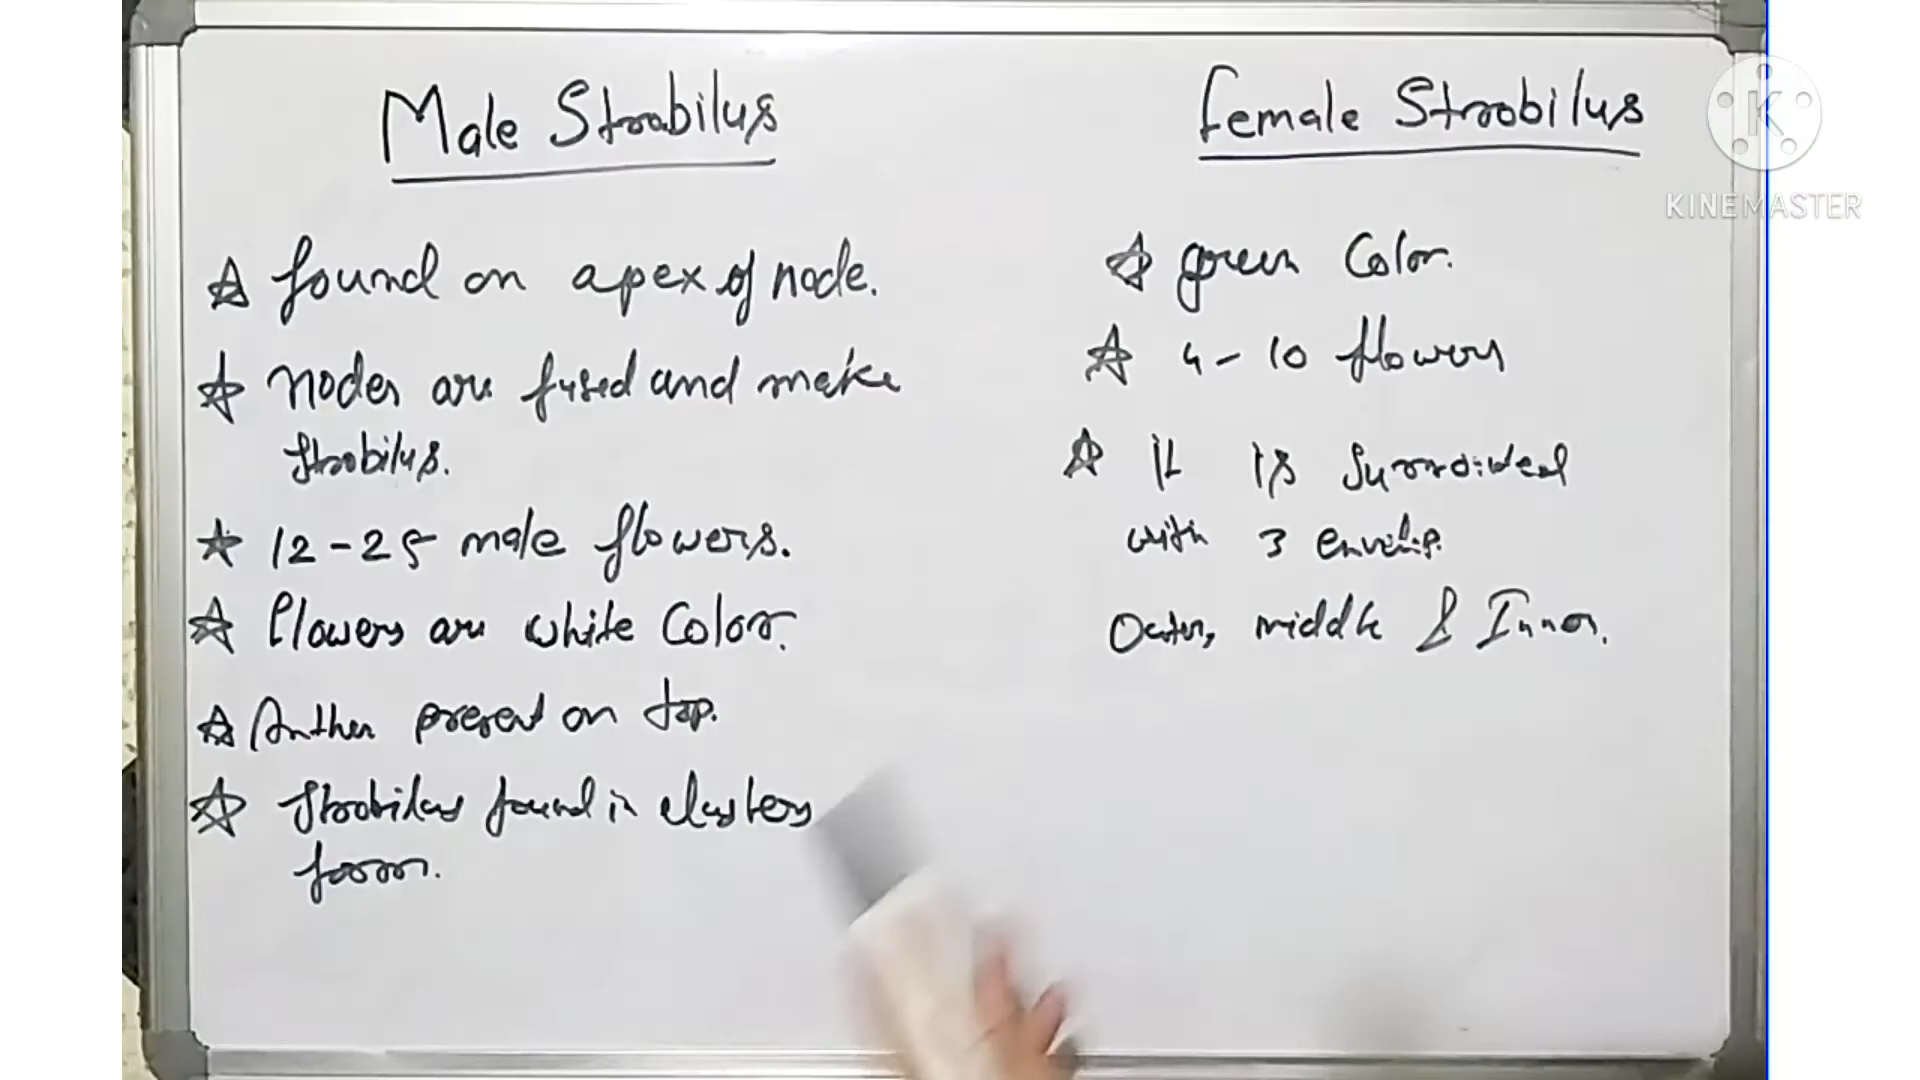 Male Strobilus
found on apex of node.
Nodes are fused and make
strobilus.
12-25 male flowers.
Flowers are white Color.
Anther present on top.
Strobilus found in clusters
form.
Female Strobilus
green Color.
4-10 flowers
It is
with 3
Outer, middle & Inner.
K
KINEMASTER